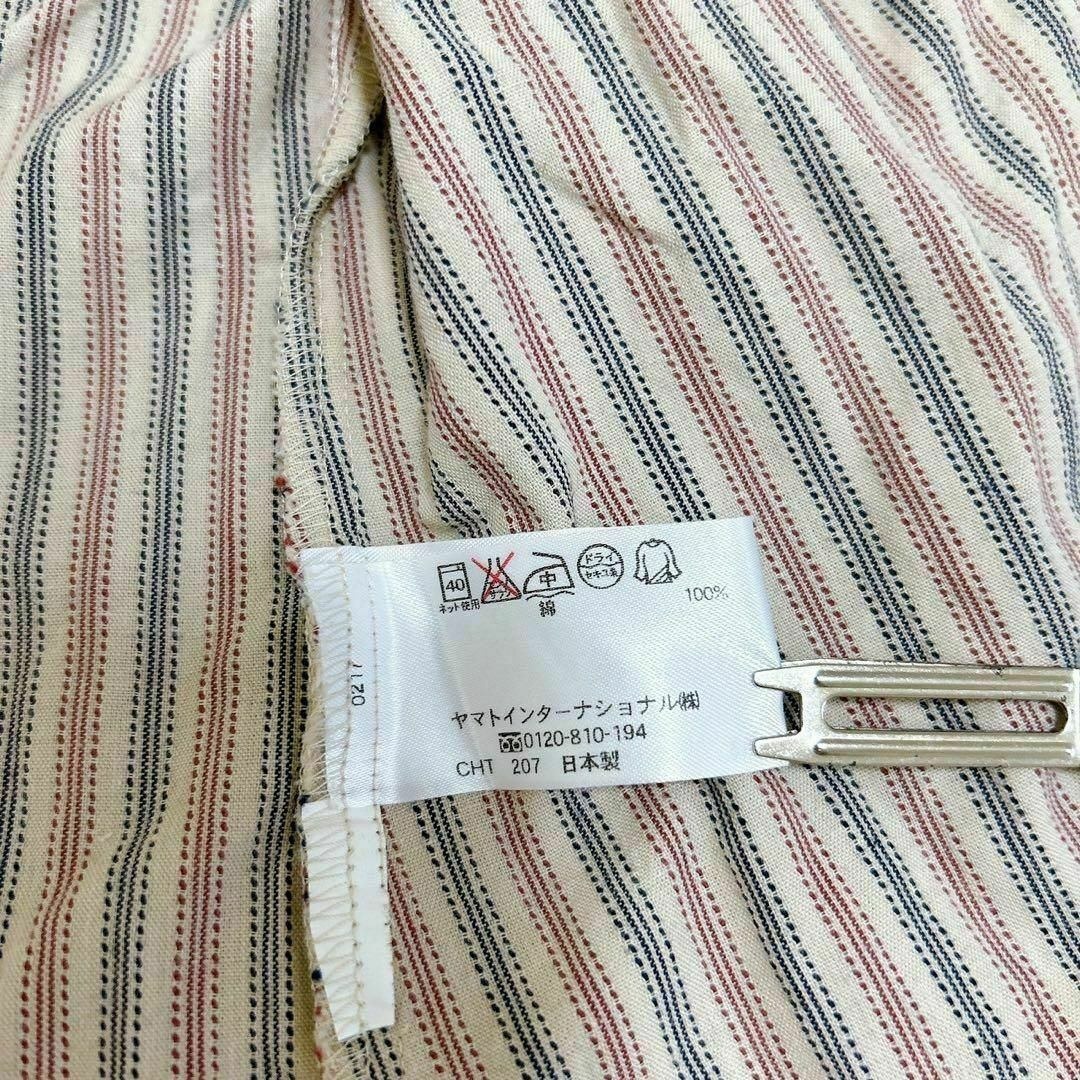 40 中 ドライ セキユ系
ネット使用
綿 100%
ヤマトインターナショナル㈱
0120-810-194
CHT 207 日本製
0217